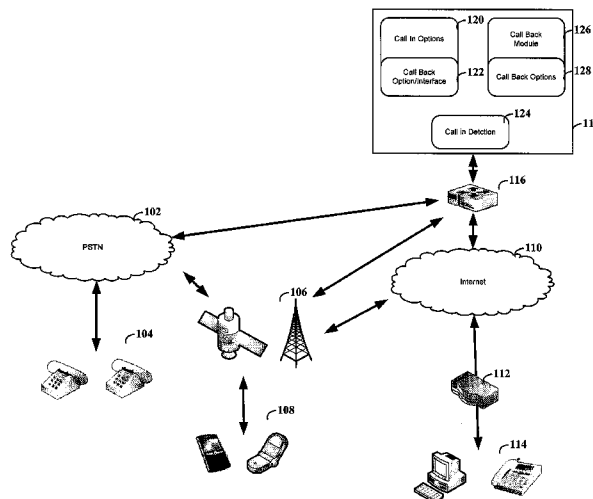 120
126
Call In Options
Call Back
Module
Call Back
Option/Interface
122
Call Back Options
128
124
Call In Detction
11
116
102
PSTN
110
Internet
106
104
112
108
114